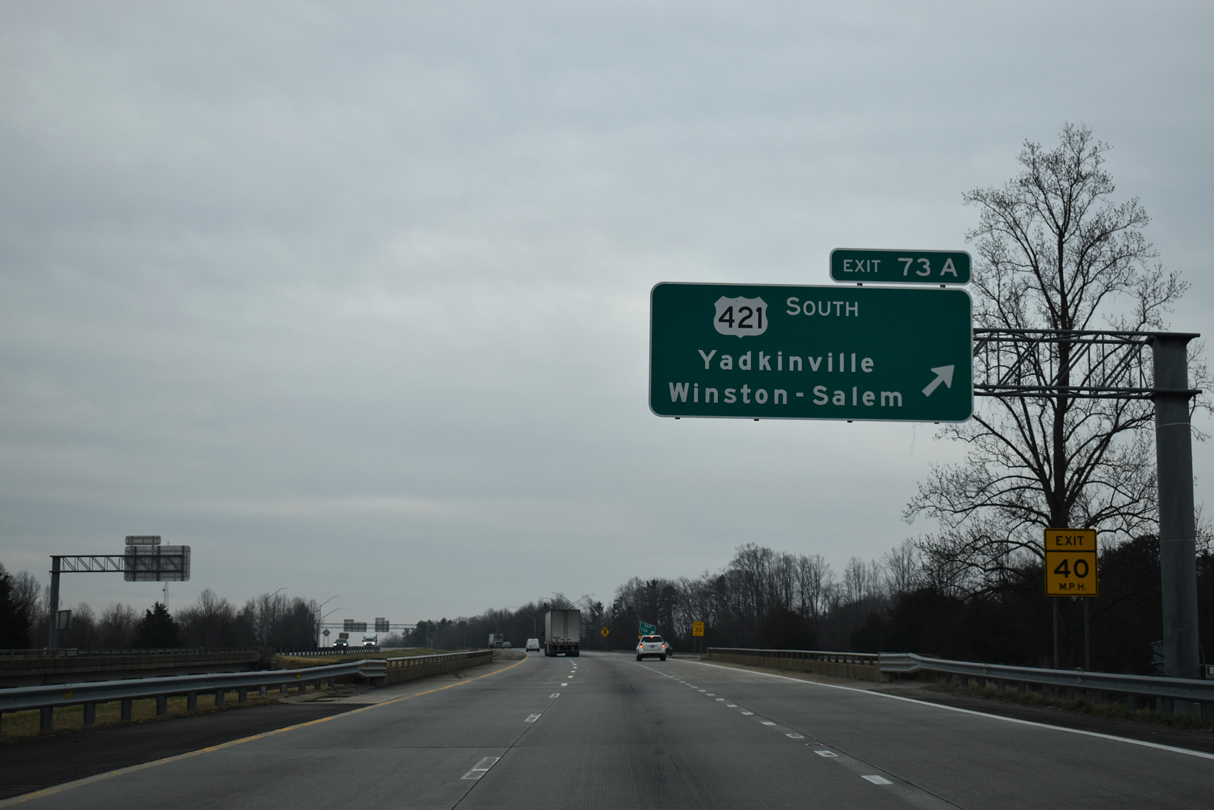 EXIT 73 A
421 SOUTH
Yadkinville
Winston-Salem
EXIT
40
M.P.H.